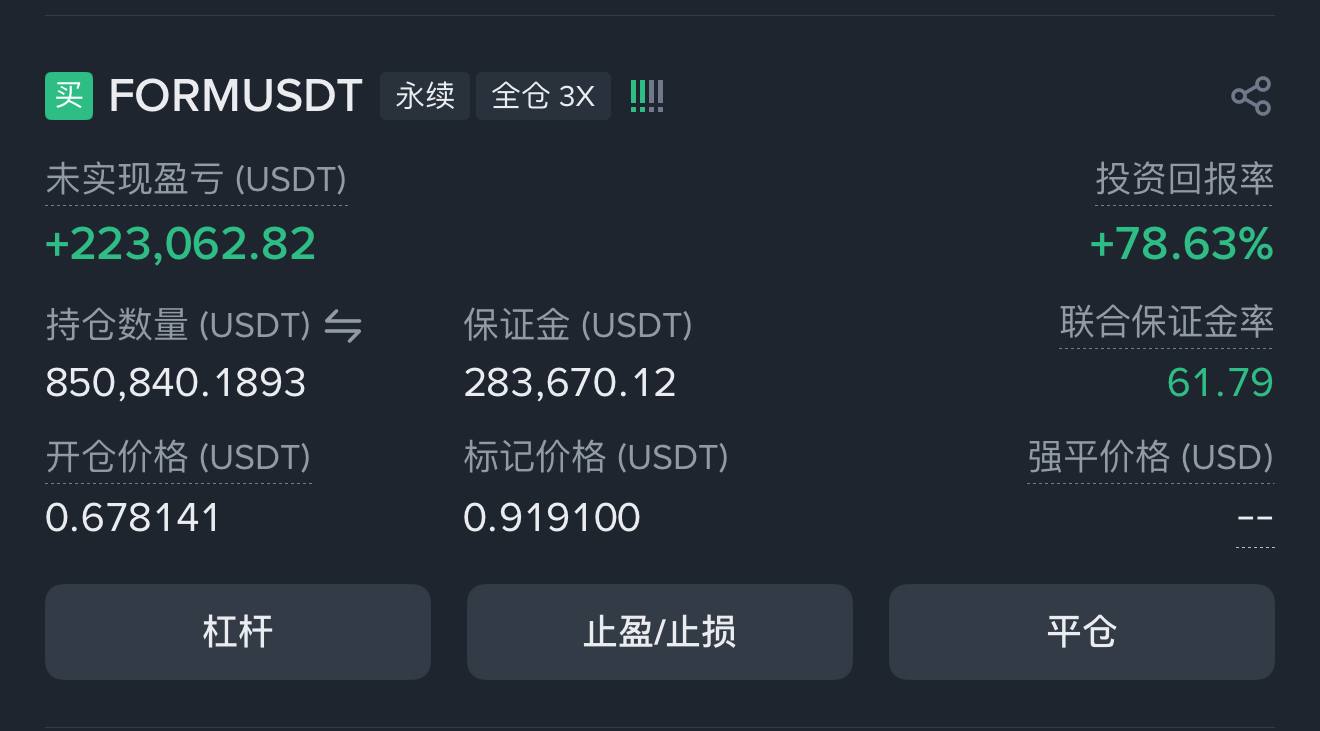 买 FORMUSDT 永续 全仓 3X
未实现盈亏 (USDT) 投资回报率
+223,062.82 +78.63%
持仓数量 (USDT) 保证金 (USDT) 联合保证金率
850,840.1893 283,670.12 61.79
开仓价格 (USDT) 标记价格 (USDT) 强平价格 (USD)
0.678141 0.919100 --
杠杆 止盈/止损 平仓